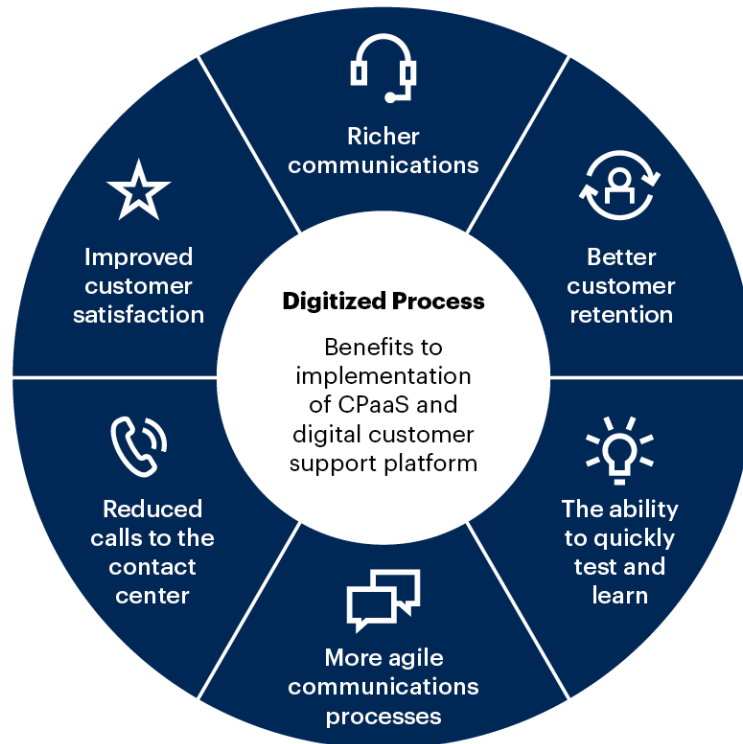 Richer
communications
Better
customer
retention
The ability
to quickly
test and
learn
More agile
communications
processes
Reduced
calls to the
contact
center
Improved
customer
satisfaction
Digitized Process
Benefits to
implementation
of CPaaS and
digital customer
support platform